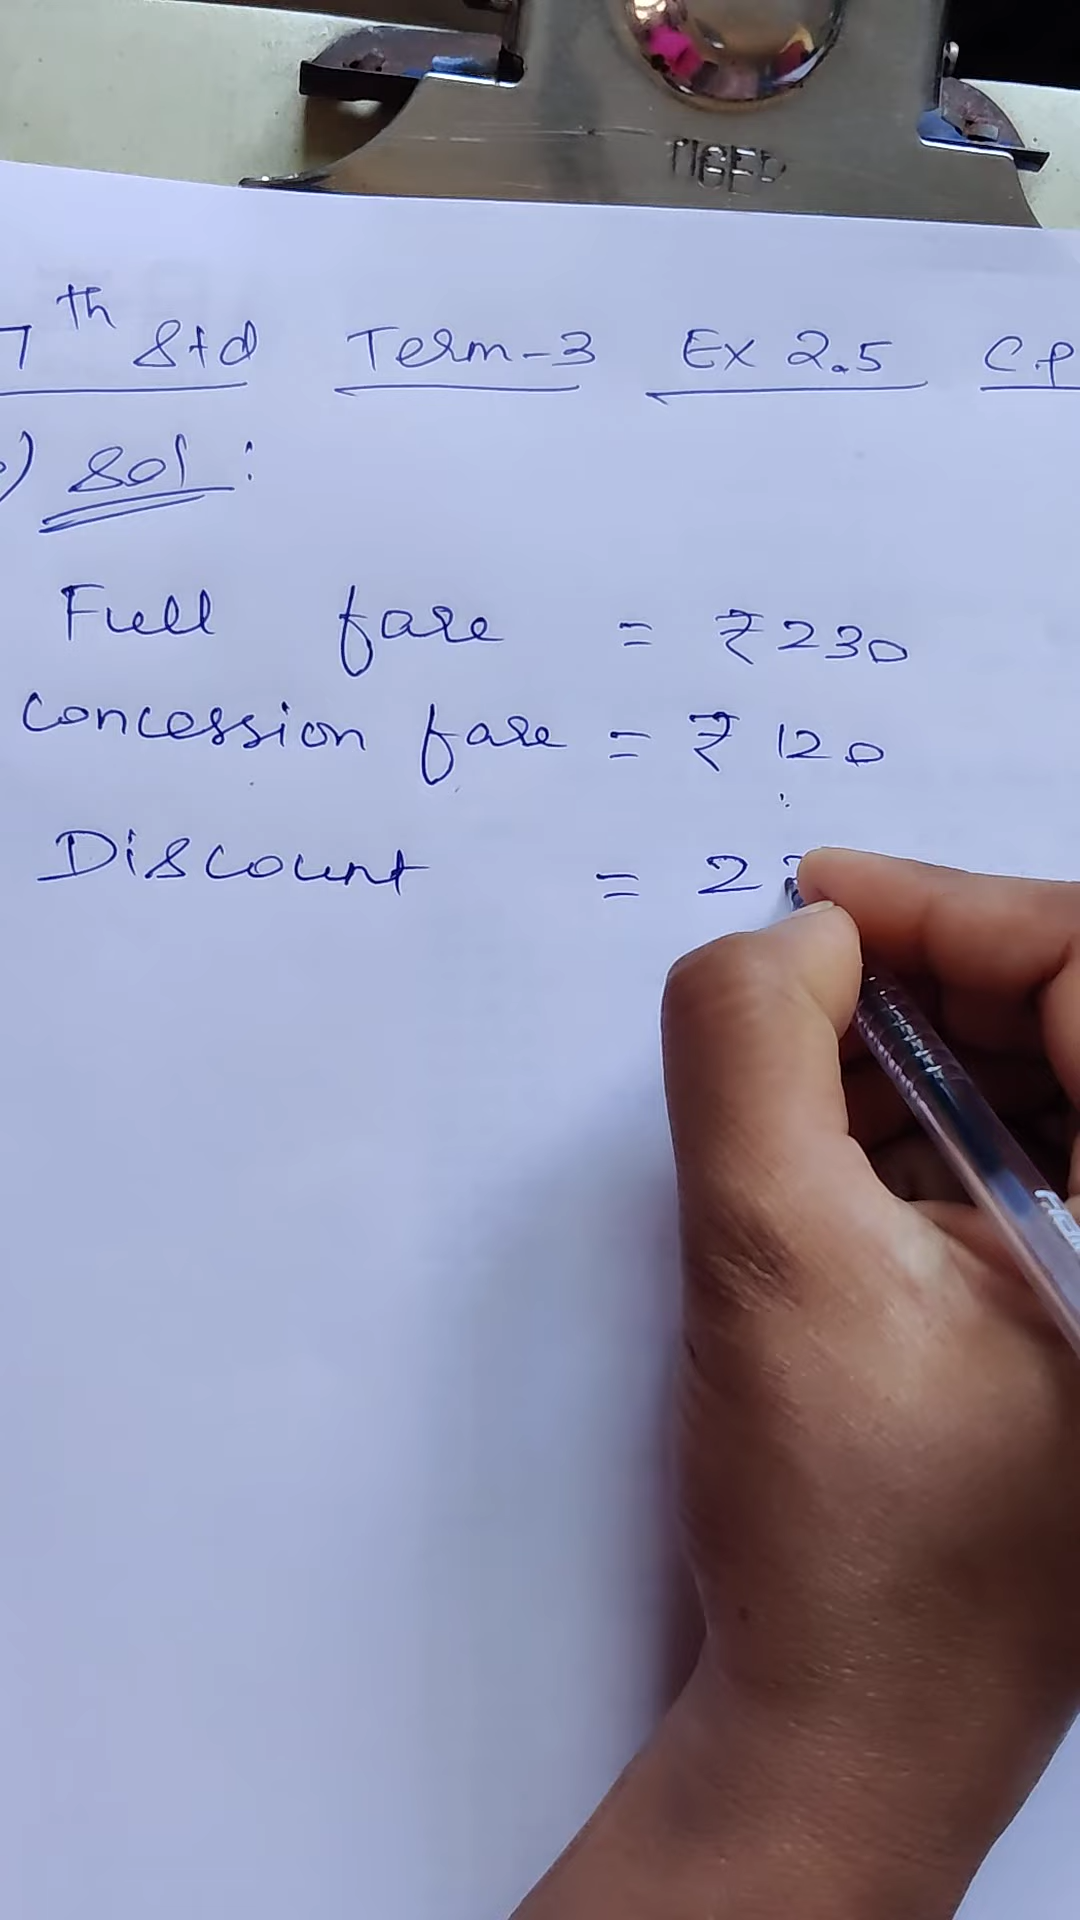 TIGER
7th Std Term-3 Ex 2.5 C.P
Sol :
Full fare = ₹230
Concession fare = ₹ 120
Discount = 2